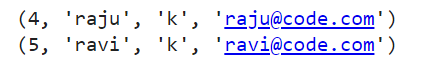 (4, 'raju', 'k', 'raju@code.com')
(5, 'ravi', 'k', 'ravi@code.com')